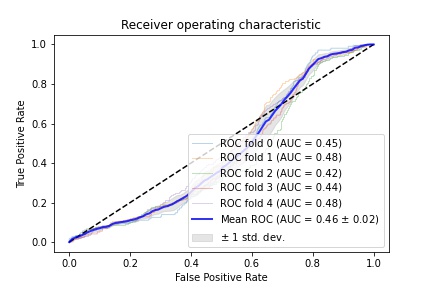 Receiver operating characteristic
1.0
0.8
0.6
0.4
0.2
0.0
True Positive Rate
ROC fold 0 (AUC = 0.45)
ROC fold 1 (AUC = 0.48)
ROC fold 2 (AUC = 0.42)
ROC fold 3 (AUC = 0.44)
ROC fold 4 (AUC = 0.48)
Mean ROC (AUC = 0.46 ± 0.02)
± 1 std. dev.
0.0 0.2 0.4 0.6 0.8 1.0
False Positive Rate